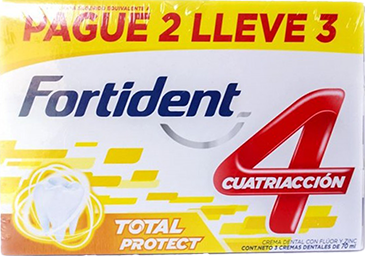 PAGUE 2 LLEVE 3
Fortident
4
CUATRIACCIÓN
TOTAL
PROTECT
CREMA DENTAL CON FLÚOR Y ZINC
CONT.NETO 3 CREMAS DENTALES DE 70 ml